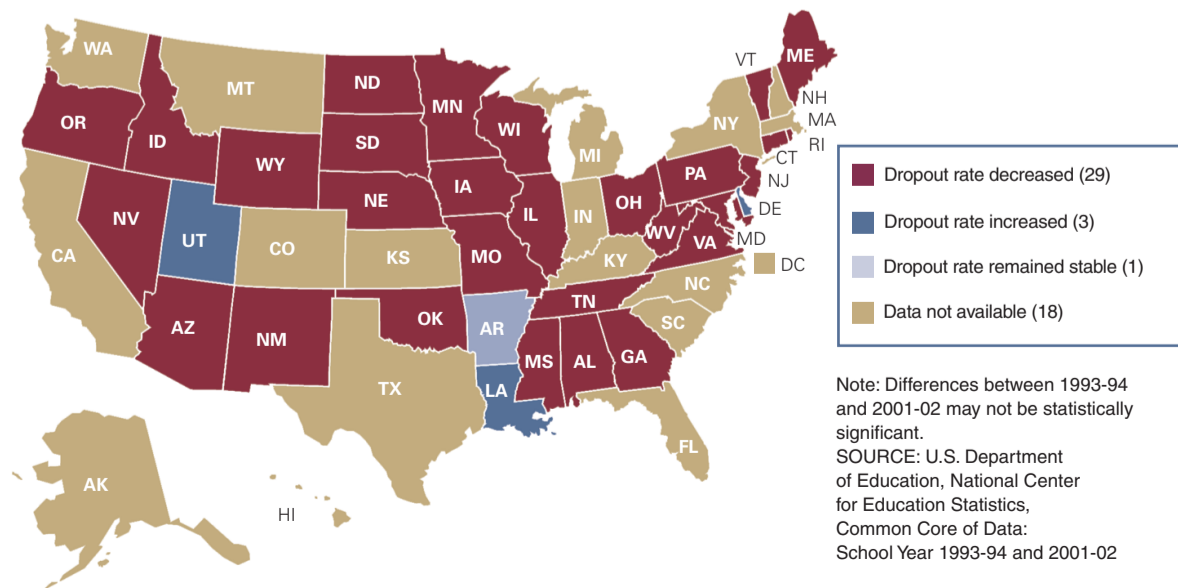 WA
MT
ND
MN
VT
ME
OR
ID
WY
SD
WI
MI
NY
NH
MA
RI
CT
NV
UT
CO
NE
IA
IL
IN
OH
PA
NJ
DE
MD
CA
KS
MO
KY
WV
VA
DC
AZ
NM
OK
AR
TN
NC
SC
TX
LA
MS
AL
GA
FL
AK
HI
Dropout rate decreased (29)
Dropout rate increased (3)
Dropout rate remained stable (1)
Data not available (18)
Note: Differences between 1993-94
and 2001-02 may not be statistically
significant.
SOURCE: U.S. Department
of Education, National Center
for Education Statistics,
Common Core of Data:
School Year 1993-94 and 2001-02